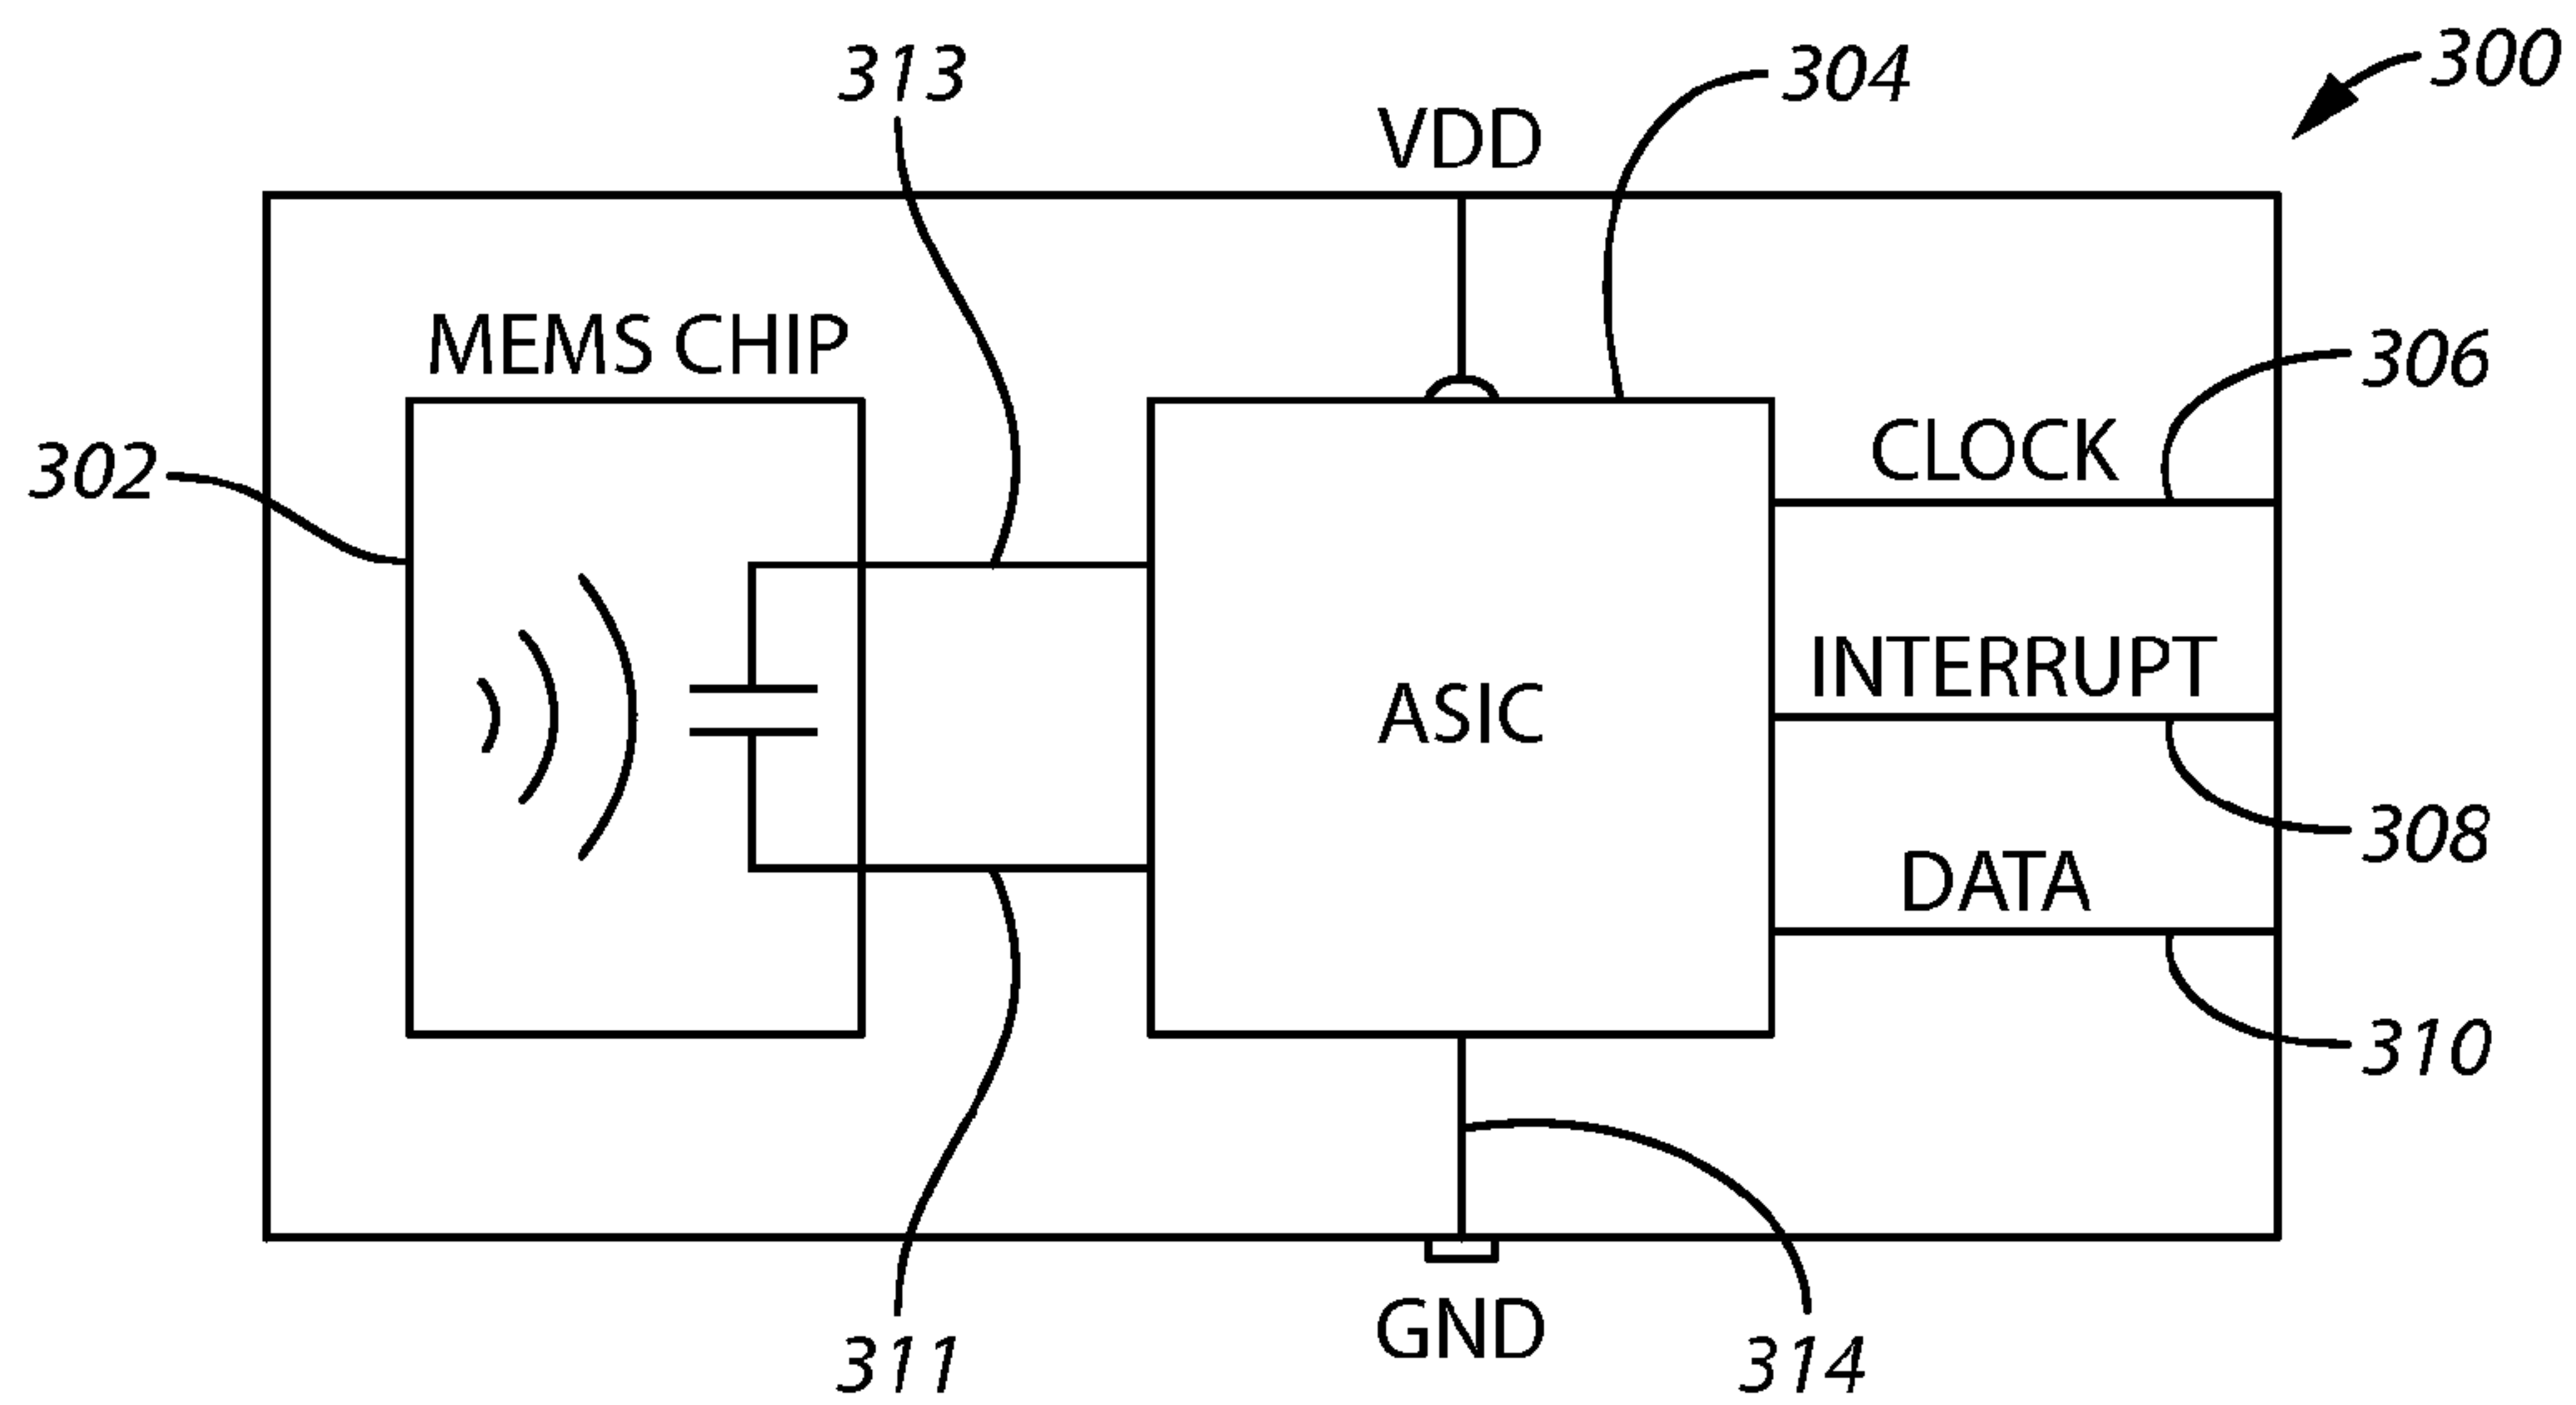 300
313
304
VDD
MEMS CHIP
306
CLOCK
302
INTERRUPT
ASIC
308
DATA
310
GND
311
314